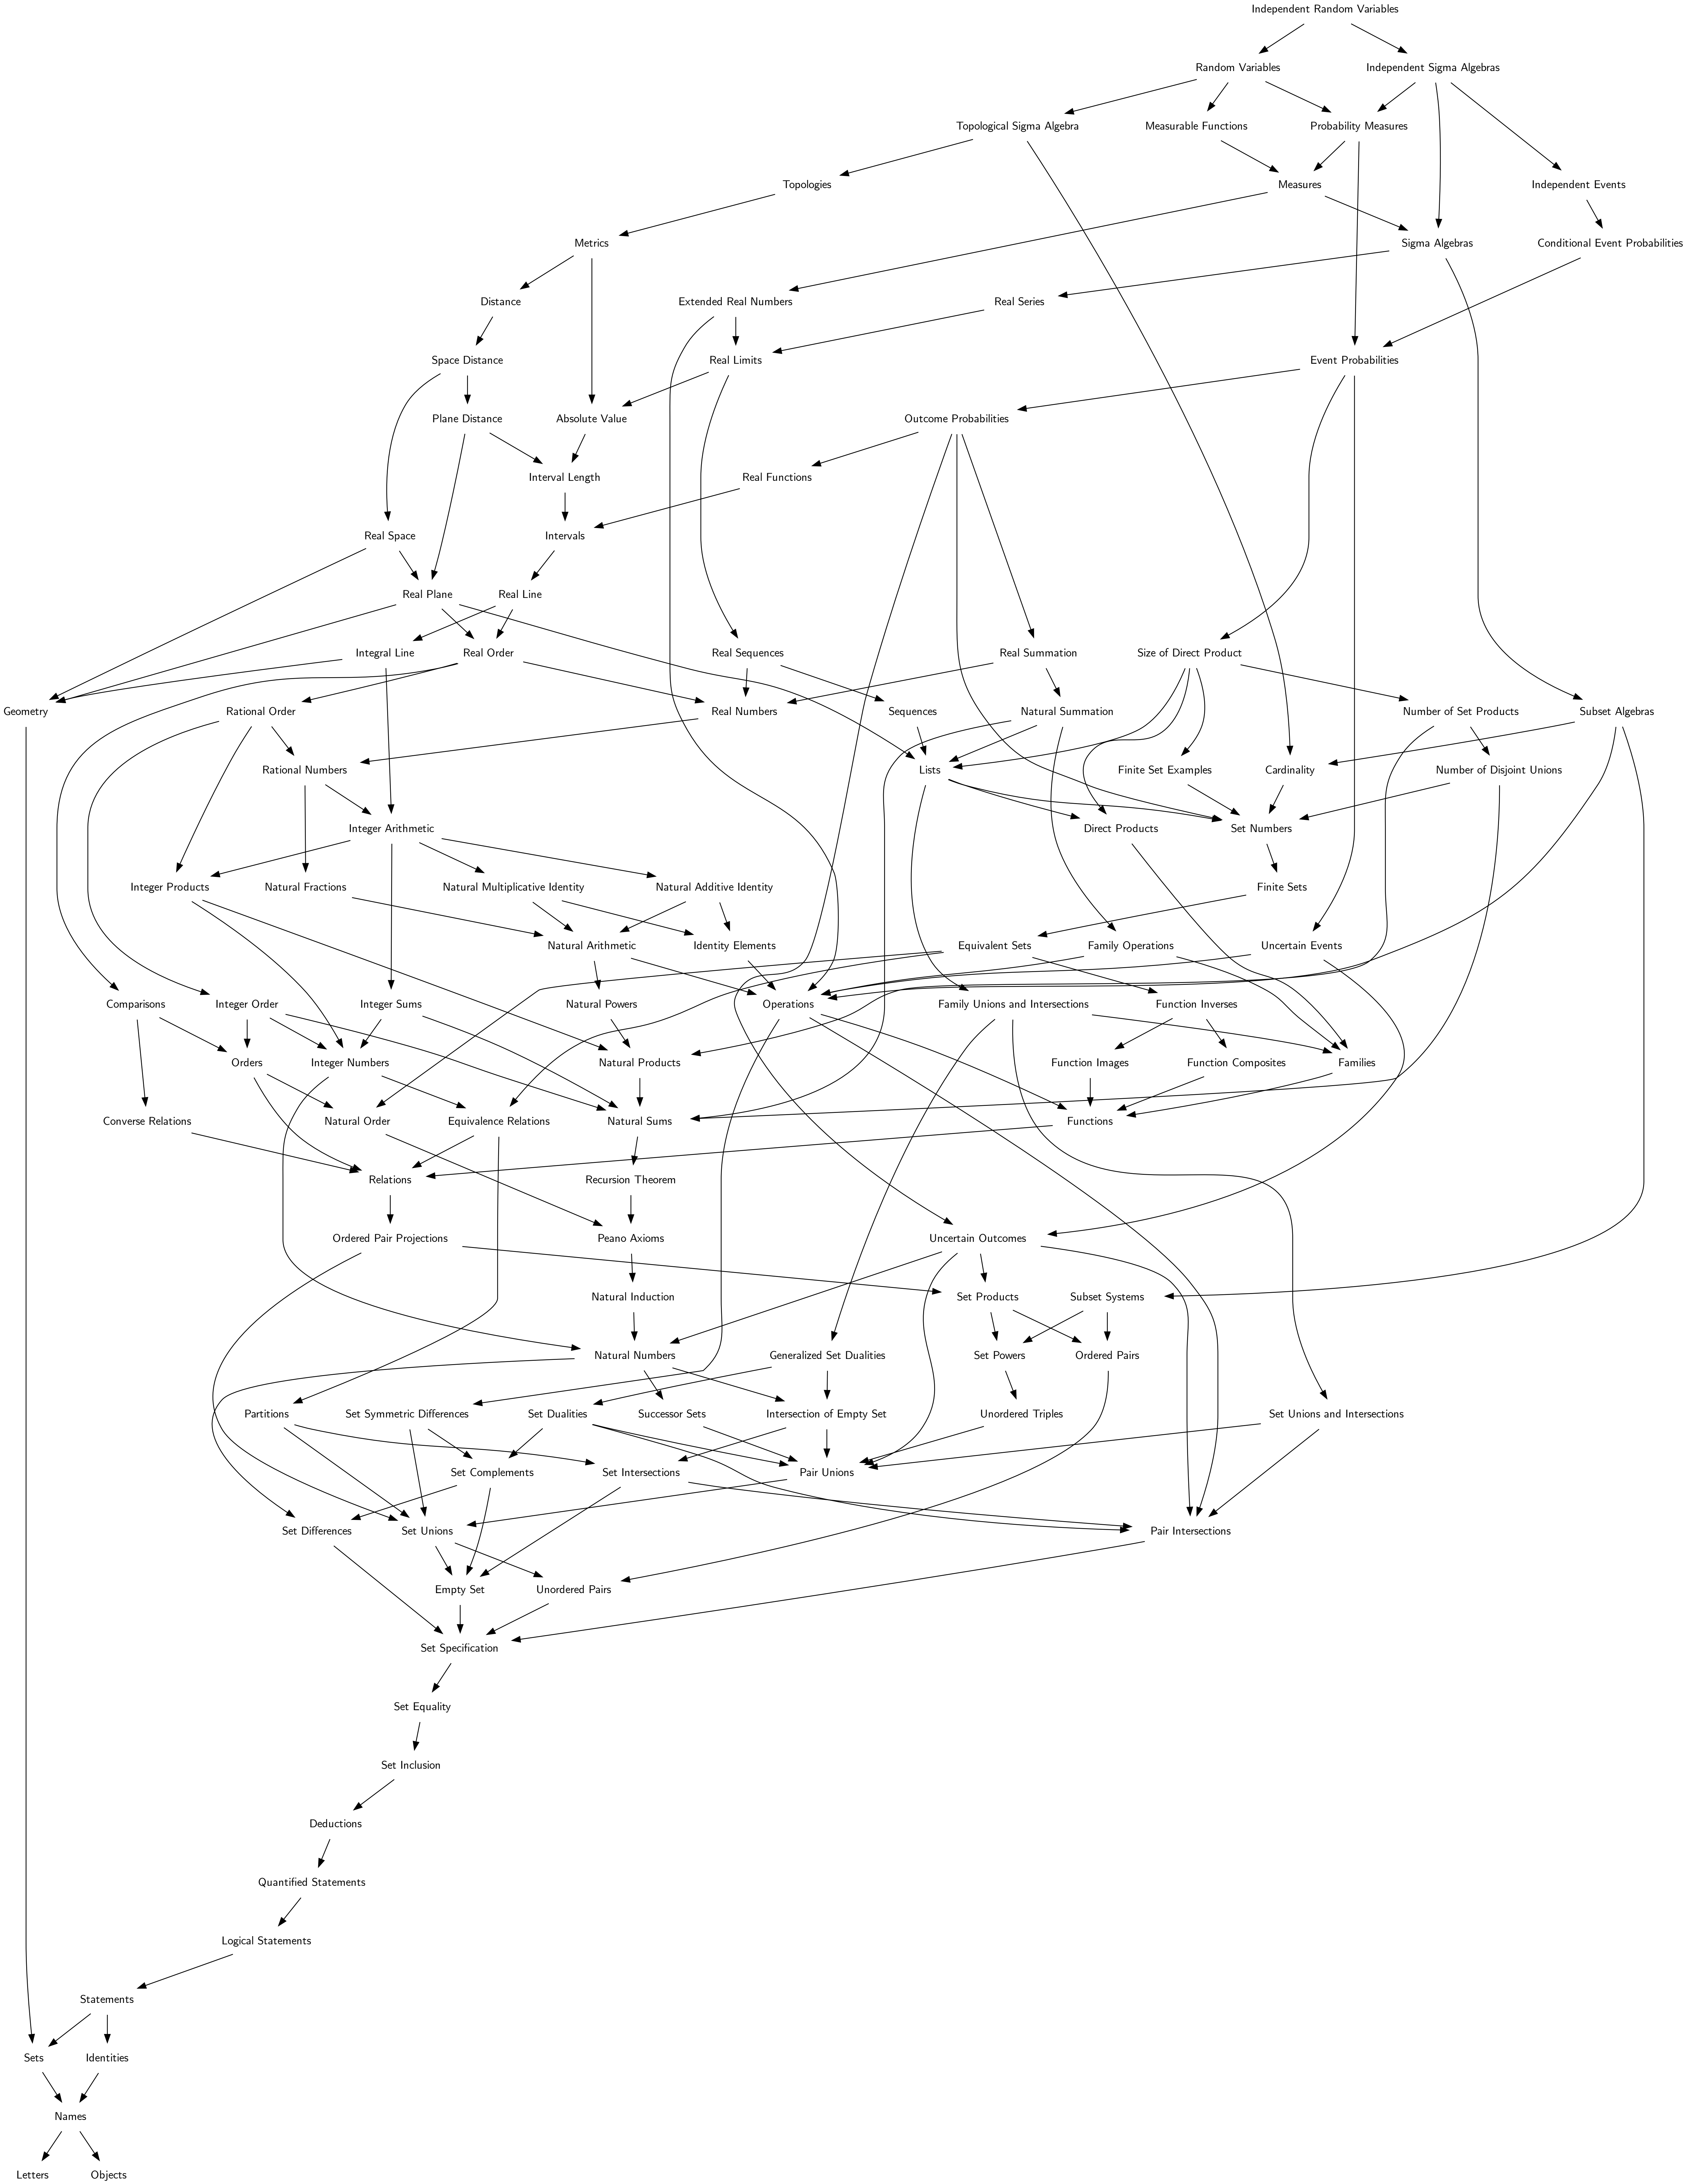 Independent Random Variables
Random Variables
Independent Sigma Algebras
Topological Sigma Algebra
Measurable Functions
Probability Measures
Topologies
Measures
Independent Events
Metrics
Sigma Algebras
Conditional Event Probabilities
Distance
Extended Real Numbers
Real Series
Space Distance
Real Limits
Event Probabilities
Plane Distance
Absolute Value
Outcome Probabilities
Interval Length
Real Functions
Real Space
Intervals
Real Plane
Real Line
Integral Line
Real Order
Real Sequences
Real Summation
Size of Direct Product
Geometry
Rational Order
Real Numbers
Sequences
Natural Summation
Number of Set Products
Subset Algebras
Rational Numbers
Lists
Finite Set Examples
Cardinality
Number of Disjoint Unions
Integer Arithmetic
Direct Products
Set Numbers
Integer Products
Natural Fractions
Natural Multiplicative Identity
Natural Additive Identity
Finite Sets
Natural Arithmetic
Identity Elements
Equivalent Sets
Family Operations
Uncertain Events
Comparisons
Integer Order
Integer Sums
Natural Powers
Operations
Family Unions and Intersections
Function Inverses
Orders
Integer Numbers
Natural Products
Function Images
Function Composites
Families
Converse Relations
Natural Order
Equivalence Relations
Natural Sums
Functions
Relations
Recursion Theorem
Ordered Pair Projections
Peano Axioms
Uncertain Outcomes
Natural Induction
Set Products
Subset Systems
Natural Numbers
Generalized Set Dualities
Set Powers
Ordered Pairs
Partitions
Set Symmetric Differences
Set Dualities
Successor Sets
Intersection of Empty Set
Unordered Triples
Set Unions and Intersections
Set Complements
Set Intersections
Pair Unions
Set Differences
Set Unions
Pair Intersections
Empty Set
Unordered Pairs
Set Specification
Set Equality
Set Inclusion
Deductions
Quantified Statements
Logical Statements
Statements
Sets
Identities
Names
Letters
Objects